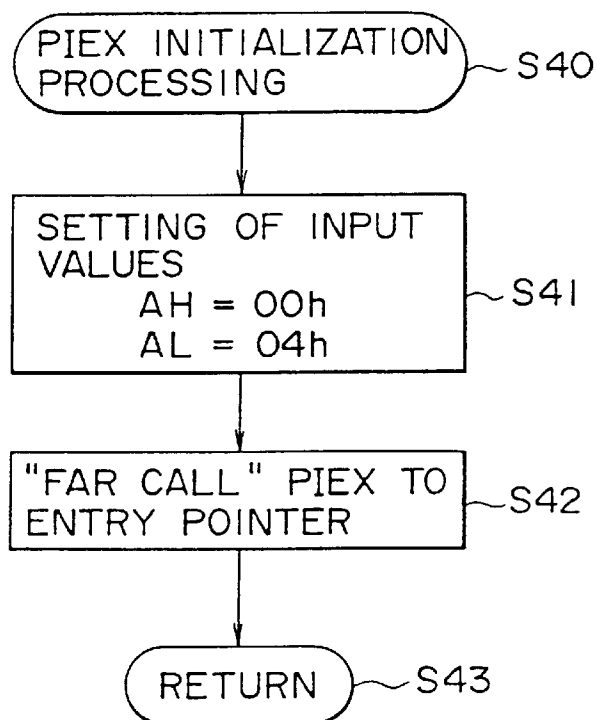 PIEX INITIALIZATION
PROCESSING
S40
SETTING OF INPUT
VALUES
AH = 00h
AL = 04h
S41
"FAR CALL" PIEX TO
ENTRY POINTER
S42
RETURN
S43